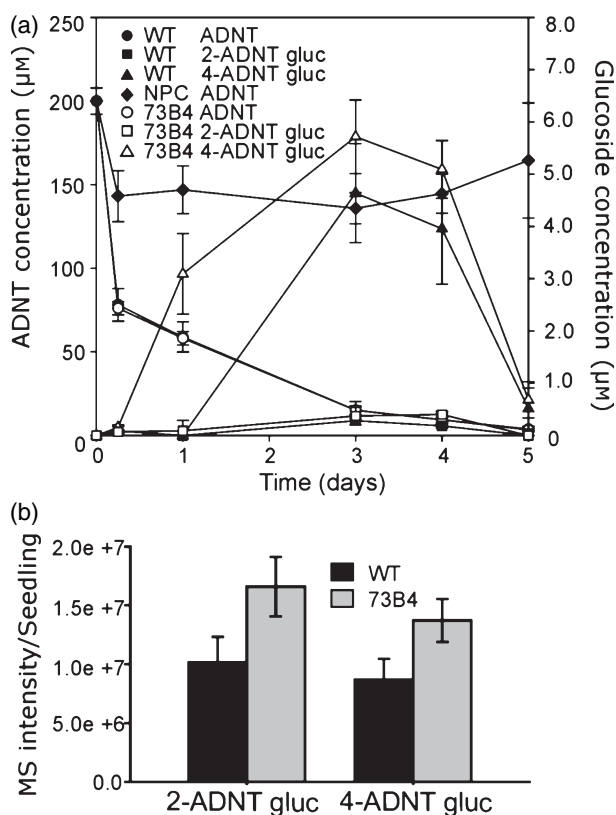 (a)
WT ADNT
WT 2-ADNT gluc
WT 4-ADNT gluc
NPC ADNT
73B4 ADNT
73B4 2-ADNT gluc
73B4 4-ADNT gluc
ADNT concentration (μM)
200
150
100
50
0
Glucoside concentration (μM)
8.0
7.0
6.0
5.0
4.0
3.0
2.0
1.0
0
0 1 2 3 4 5
Time (days)
(b)
MS intensity/Seedling
2.0e +7
1.5e +7
1.0e +7
5.0e +6
0.0
WT
73B4
2-ADNT gluc 4-ADNT gluc